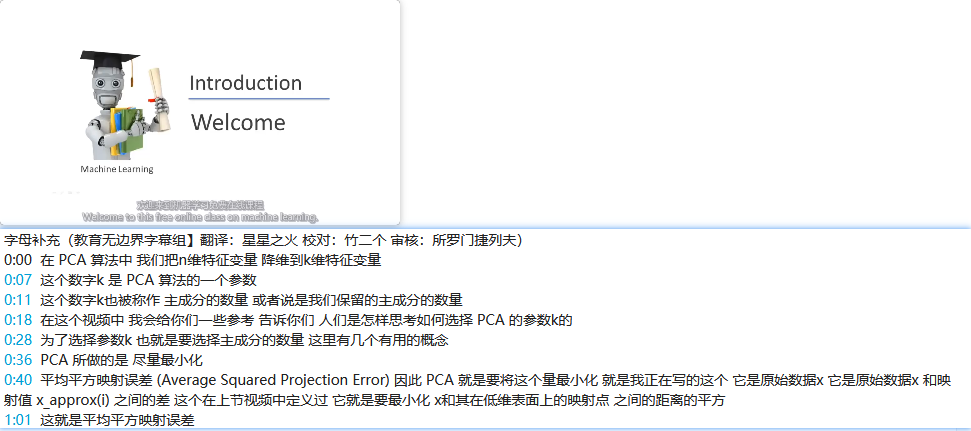 Introduction
Welcome
Machine Learning
欢迎来到机器学习免费在线课程
Welcome to this free online class on machine learning.
字母补充（教育无边界字幕组】翻译：星星之火 校对：竹二个 审核：所罗门捷列夫）
0:00 在 PCA 算法中 我们把n维特征变量 降维到k维特征变量
0:07 这个数字k 是 PCA 算法的一个参数
0:11 这个数字k也被称作 主成分的数量 或者说是我们保留的主成分的数量
0:18 在这个视频中 我会给你们一些参考 告诉你们 人们是怎样思考如何选择 PCA 的参数k的
0:28 为了选择参数k 也就是要选择主成分的数量 这里有几个有用的概念
0:36 PCA 所做的是 尽量最小化
0:40 平均平方映射误差 (Average Squared Projection Error) 因此 PCA 就是要将这个量最小化 就是我正在写的这个 它是原始数据x 它是原始数据x 和映
射值 x_approx(i) 之间的差 这个在上节视频中定义过 它就是要最小化 x和其在低维表面上的映射点 之间的距离的平方
1:01 这就是平均平方映射误差